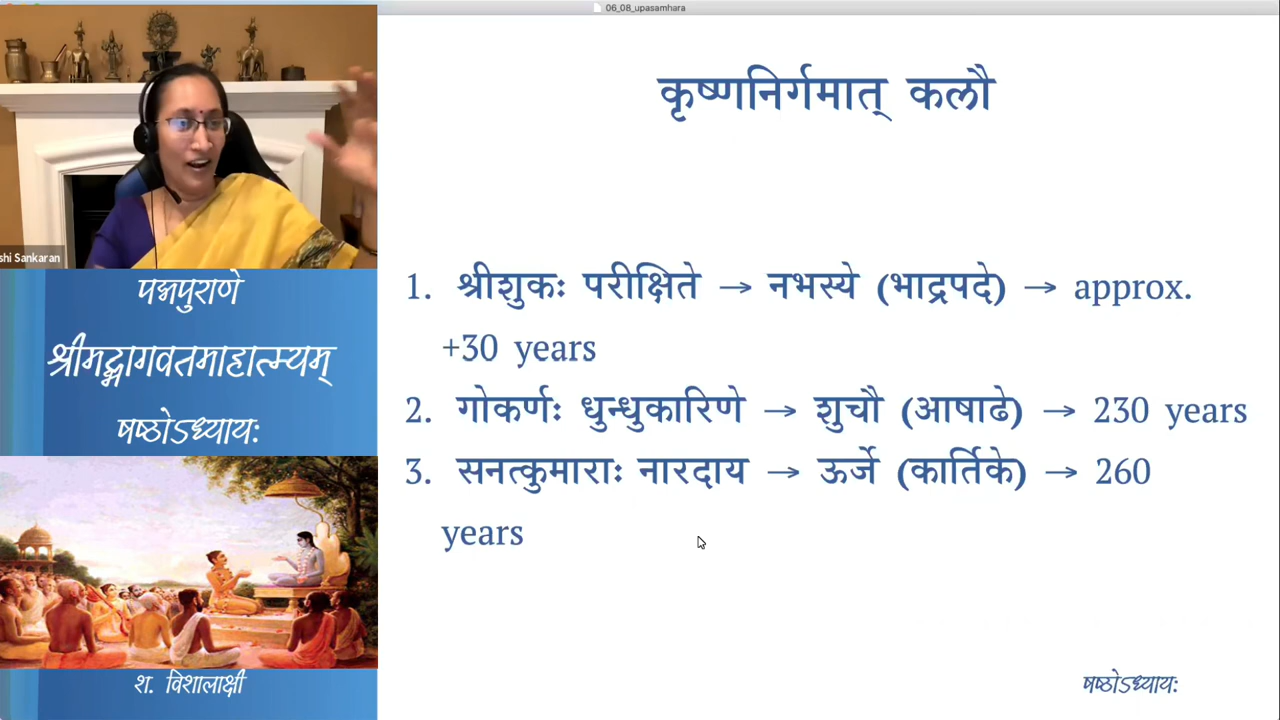 06_08_upasamhara
कृष्णनिर्गमात् कलौ
shi Sankaran
पद्मपुराणे
श्रीमद्भागवतमाहात्म्यम्
षष्ठोऽध्यायः
1. श्रीशुकः परीक्षिते → नभस्ये (भाद्रपदे) → approx.
+30 years
2. गोकर्णः धुन्धुकारिणे → शुचौ (आषाढे) → 230 years
3. सनत्कुमाराः नारदाय → ऊर्जे (कार्तिके) → 260
years
श. विशालाक्षी
षष्ठोऽध्यायः